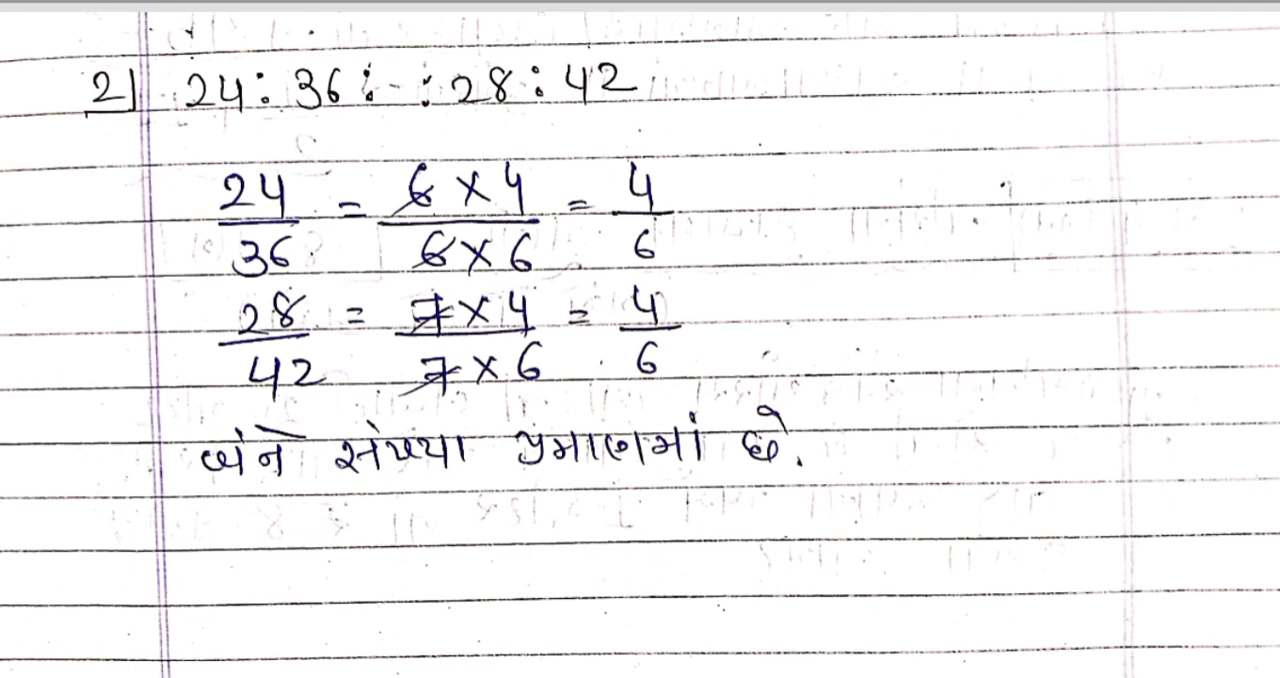 2) 24 : 36 : : 28 : 42
24/36 = 6 × 4 / 6 × 6 = 4/6
28/42 = 7 × 4 / 7 × 6 = 4/6
બંને સંખ્યા પ્રમાણમાં છે.